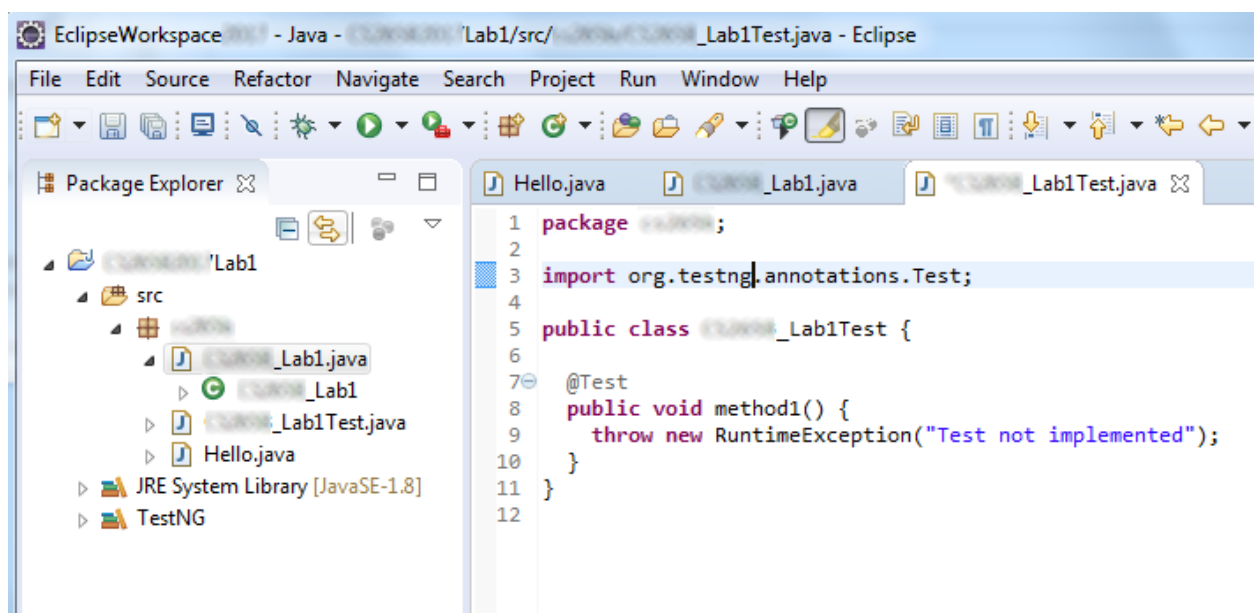 EclipseWorkspace - Java - Lab1/src/ _Lab1Test.java - Eclipse
File Edit Source Refactor Navigate Search Project Run Window Help
Package Explorer
Lab1
src
_Lab1.java
_Lab1
_Lab1Test.java
Hello.java
JRE System Library [JavaSE-1.8]
TestNG
Hello.java _Lab1.java _Lab1Test.java
1 package ;
2
3 import org.testng.annotations.Test;
4
5 public class _Lab1Test {
6
7 @Test
8 public void method1() {
9 throw new RuntimeException("Test not implemented");
10 }
11 }
12